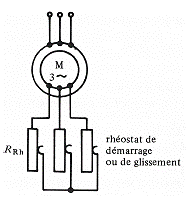 M
3 ~
R_Rh
rhéostat de
démarrage
ou de glissement